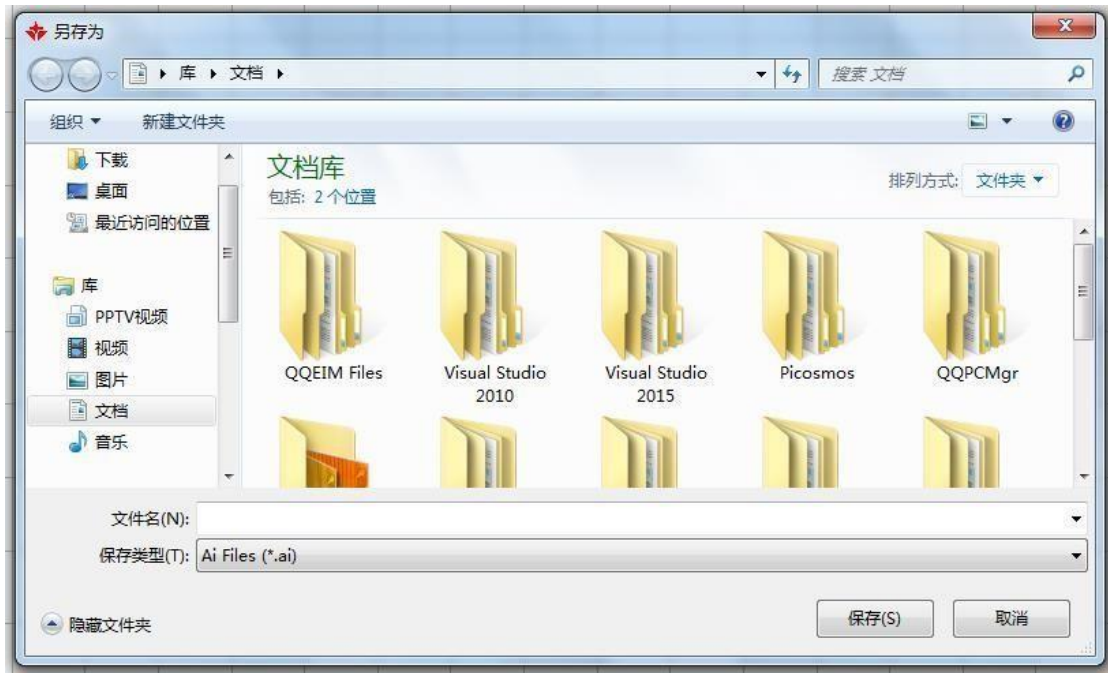 另存为
库 文档
搜索 文档
组织 新建文件夹
下载
桌面
最近访问的位置
库
PPTV视频
视频
图片
文档
音乐
文档库
包括: 2 个位置
排列方式: 文件夹
QQEIM Files
Visual Studio
2010
Visual Studio
2015
Picosmos
QQPCMgr
文件名(N):
保存类型(T): Ai Files (*.ai)
隐藏文件夹
保存(S)
取消